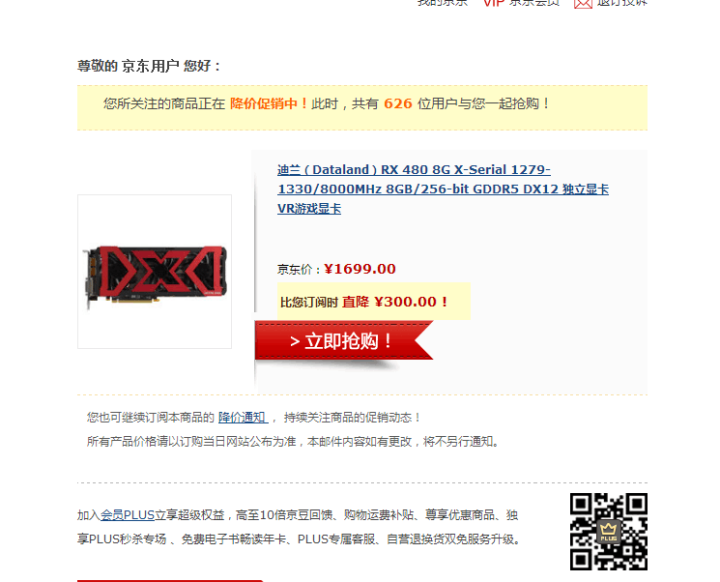 我的京东 VIP 京东会员 退订投诉
尊敬的 京东用户 您好：
您所关注的商品正在 降价促销中！此时，共有 626 位用户与您一起抢购！
迪兰（Dataland）RX 480 8G X-Serial 1279-
1330/8000MHz 8GB/256-bit GDDR5 DX12 独立显卡
VR游戏显卡
京东价：¥1699.00
比您订阅时 直降 ¥300.00！
> 立即抢购！
您也可继续订阅本商品的 降价通知 ， 持续关注商品的促销动态！
所有产品价格请以订购当日网站公布为准，本邮件内容如有更改，将不另行通知。
加入会员PLUS立享超级权益，高至10倍京豆回馈、购物运费补贴、尊享优惠商品、独
享PLUS秒杀专场 、免费电子书畅读年卡、PLUS专属客服、自营退换货双免服务升级。
PLUS